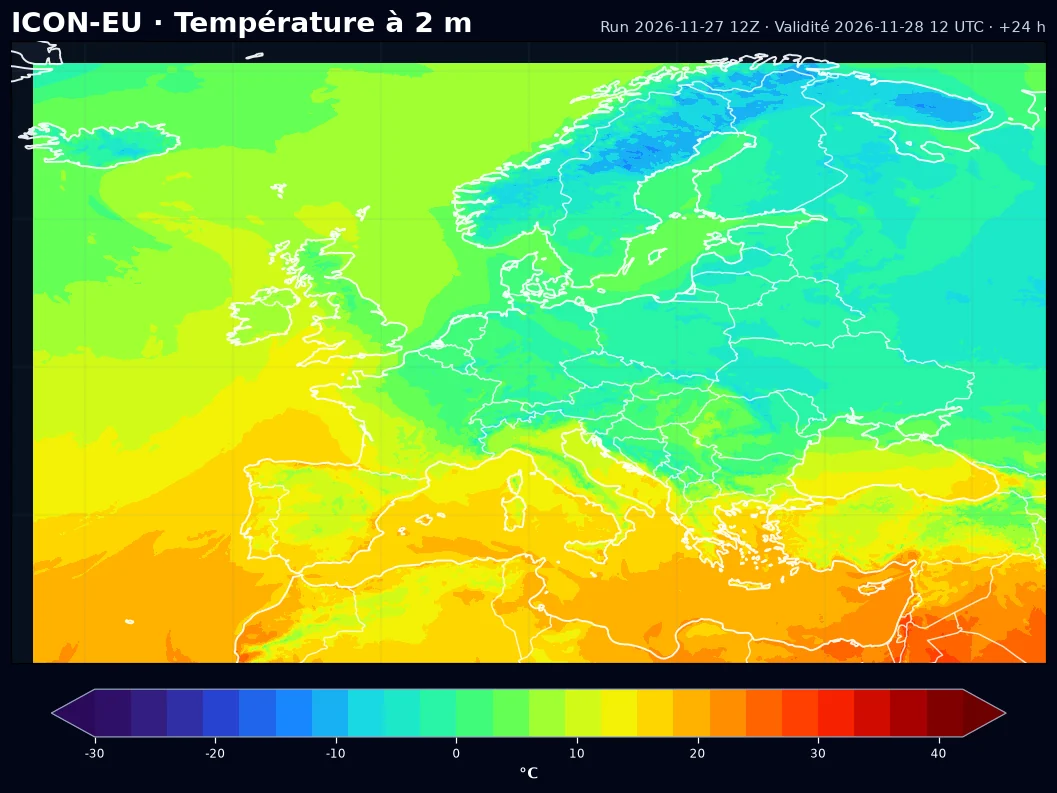 ICON-EU · Température à 2 m
Run 2026-11-27 12Z · Validité 2026-11-28 12 UTC · +24 h
-30 -20 -10 0 10 20 30 40
°C